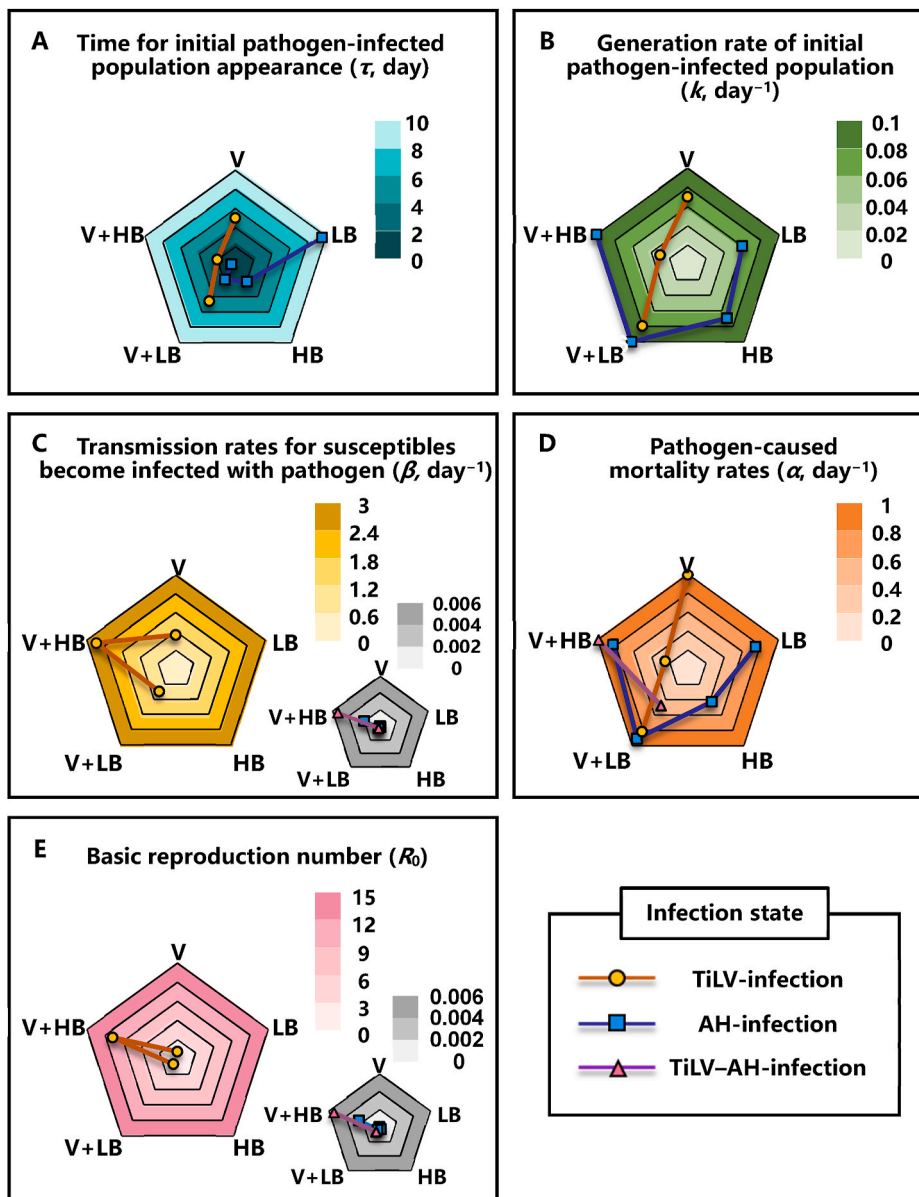 A
Time for initial pathogen-infected
population appearance (τ, day)
10
8
6
4
2
0
V
LB
HB
V+LB
V+HB
B
Generation rate of initial
pathogen-infected population
(k, day⁻¹)
0.1
0.08
0.06
0.04
0.02
0
V
LB
HB
V+LB
V+HB
C
Transmission rates for susceptibles
become infected with pathogen (β, day⁻¹)
3
2.4
1.8
1.2
0.6
0
V
LB
HB
V+LB
V+HB
0.006
0.004
0.002
0
V
LB
HB
V+LB
V+HB
D
Pathogen-caused
mortality rates (α, day⁻¹)
1
0.8
0.6
0.4
0.2
0
V
LB
HB
V+LB
V+HB
E
Basic reproduction number (R₀)
15
12
9
6
3
0
V
LB
HB
V+LB
V+HB
0.006
0.004
0.002
0
V
LB
HB
V+LB
V+HB
Infection state
TiLV-infection
AH-infection
TiLV–AH-infection